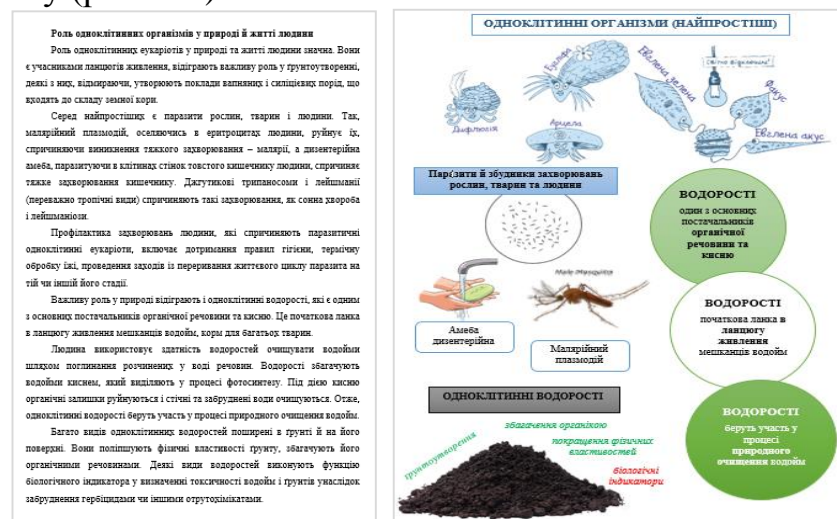 Роль одноклітинних організмів у природі й житті людини
Роль одноклітинних еукаріотів у природі та житті людини значна. Вони
є учасниками ланцюгів живлення, відіграють важливу роль у ґрунтоутворенні,
деякі з них, відмираючи, утворюють поклади вапняних і силіцієвих порід, що
входять до складу земної кори.
Серед найпростіших є паразити рослин, тварин і людини. Так,
малярійний плазмодій, оселяючись в еритроцитах людини, руйнує їх,
спричиняючи виникнення тяжкого захворювання – малярії, а дизентерійна
амеба, паразитуючи в клітинах стінок товстого кишечнику людини, спричиняє
тяжке захворювання кишечнику. Джгутикові трипаносоми і лейшманії
(переважно тропічні види) спричиняють такі захворювання, як сонна хвороба
і лейшманіози.
Профілактика захворювань людини, які спричиняють паразитичні
одноклітинні еукаріоти, включає дотримання правил гігієни, термічну
обробку їжі, проведення заходів із переривання життєвого циклу паразита на
тій чи іншій його стадії.
Важливу роль у природі відіграють і одноклітинні водорості, які є одним
з основних постачальників органічної речовини та кисню. Це початкова ланка
в ланцюгу живлення мешканців водойм, корм для багатьох тварин.
Людина використовує здатність водоростей очищувати водойми
шляхом поглинання розчинених у воді речовин. Водорості збагачують
водойми киснем, який виділяють у процесі фотосинтезу. Під дією кисню
органічні залишки руйнуються і стічні та забруднені води очищуються. Отже,
одноклітинні водорості беруть участь у процесі природного очищення водойм.
Багато видів одноклітинних водоростей поширені в ґрунті й на його
поверхні. Вони поліпшують фізичні властивості ґрунту, збагачують його
органічними речовинами. Деякі види водоростей виконують функцію
біологічного індикатора у визначенні токсичності водойм і ґрунтів унаслідок
забруднення гербіцидами чи іншими отрутохімікатами.
ОДНОКЛІТИННІ ОРГАНІЗМИ (НАЙПРОСТІШІ)
Еугліфа
Евглена зелена
Факус
Дифлюгія
Арцела
Евглена акус
Паразити й збудники захворювань
рослин, тварин та людини
ВОДОРОСТІ
один з основних
постачальників
органічної
речовини та
кисню
Male Mosquito
Амеба
дизентерійна
Малярійний
плазмодій
ВОДОРОСТІ
початкова ланка в
ланцюгу
живлення
мешканців водойм
ОДНОКЛІТИННІ ВОДОРОСТІ
ґрунтоутворення
збагачення органікою
покращення фізичних
властивостей
біологічні
індикатори
ВОДОРОСТІ
беруть участь у
процесі
природного
очищення водойм